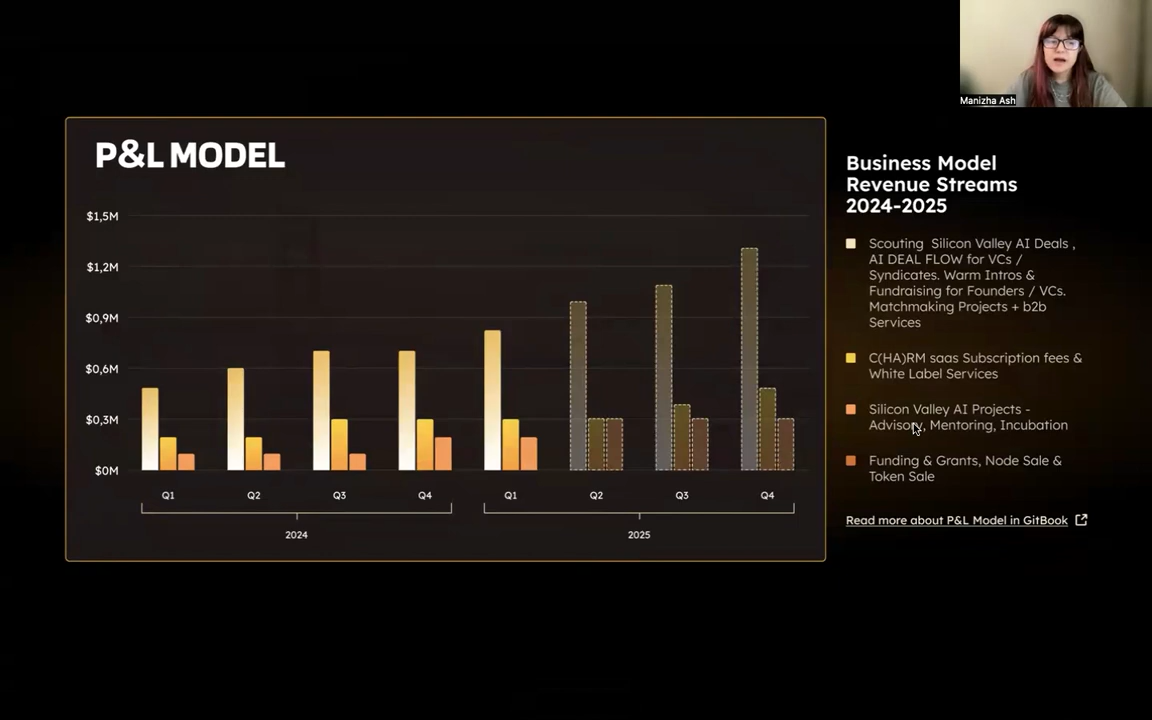 Manizha Ash
P&L MODEL
$1,5M
$1,2M
$0,9M
$0,6M
$0,3M
$0M
Q1 Q2 Q3 Q4 Q1 Q2 Q3 Q4
2024 2025
Business Model
Revenue Streams
2024-2025
Scouting Silicon Valley AI Deals ,
AI DEAL FLOW for VCs /
Syndicates. Warm Intros &
Fundraising for Founders / VCs.
Matchmaking Projects + b2b
Services
C(HA)RM saas Subscription fees &
White Label Services
Silicon Valley AI Projects -
Advisory, Mentoring, Incubation
Funding & Grants, Node Sale &
Token Sale
Read more about P&L Model in GitBook